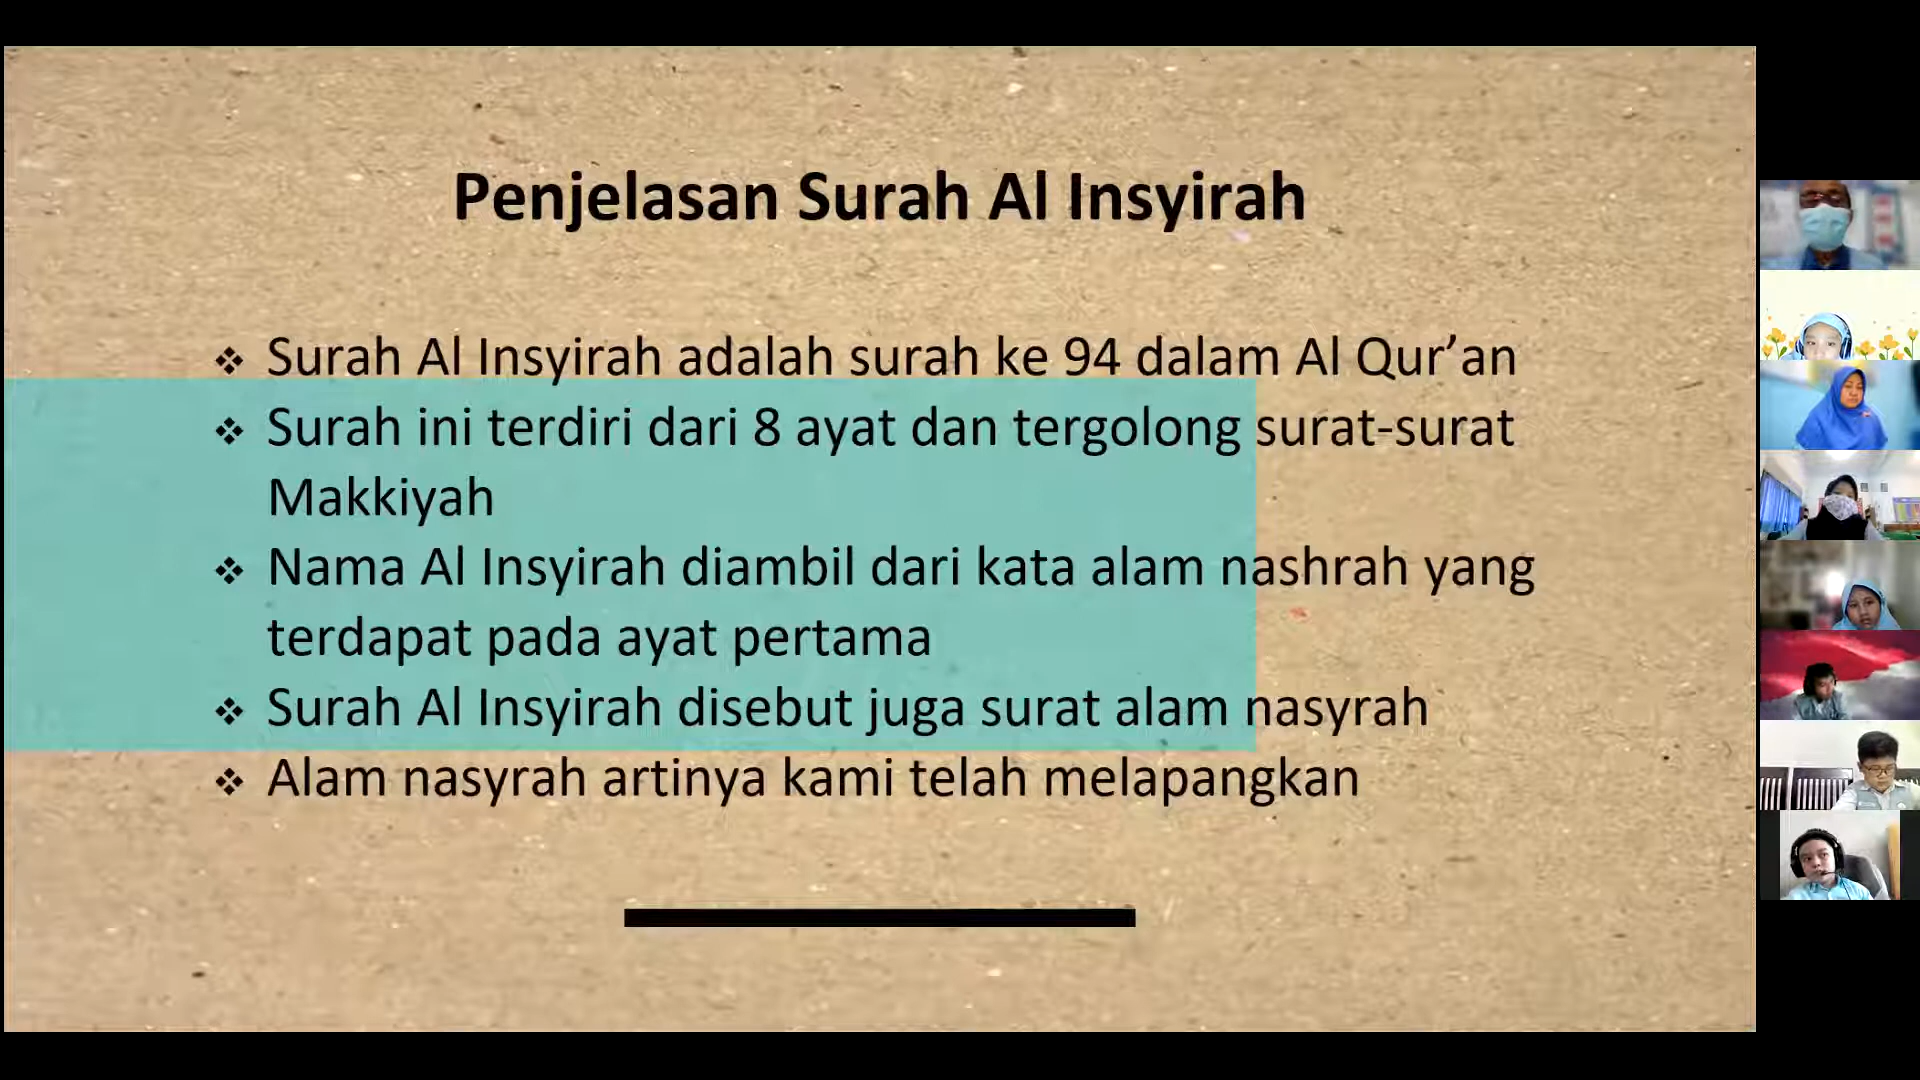 Penjelasan Surah Al Insyirah
❖ Surah Al Insyirah adalah surah ke 94 dalam Al Qur’an
❖ Surah ini terdiri dari 8 ayat dan tergolong surat-surat
Makkiyah
❖ Nama Al Insyirah diambil dari kata alam nashrah yang
terdapat pada ayat pertama
❖ Surah Al Insyirah disebut juga surat alam nasyrah
❖ Alam nasyrah artinya kami telah melapangkan